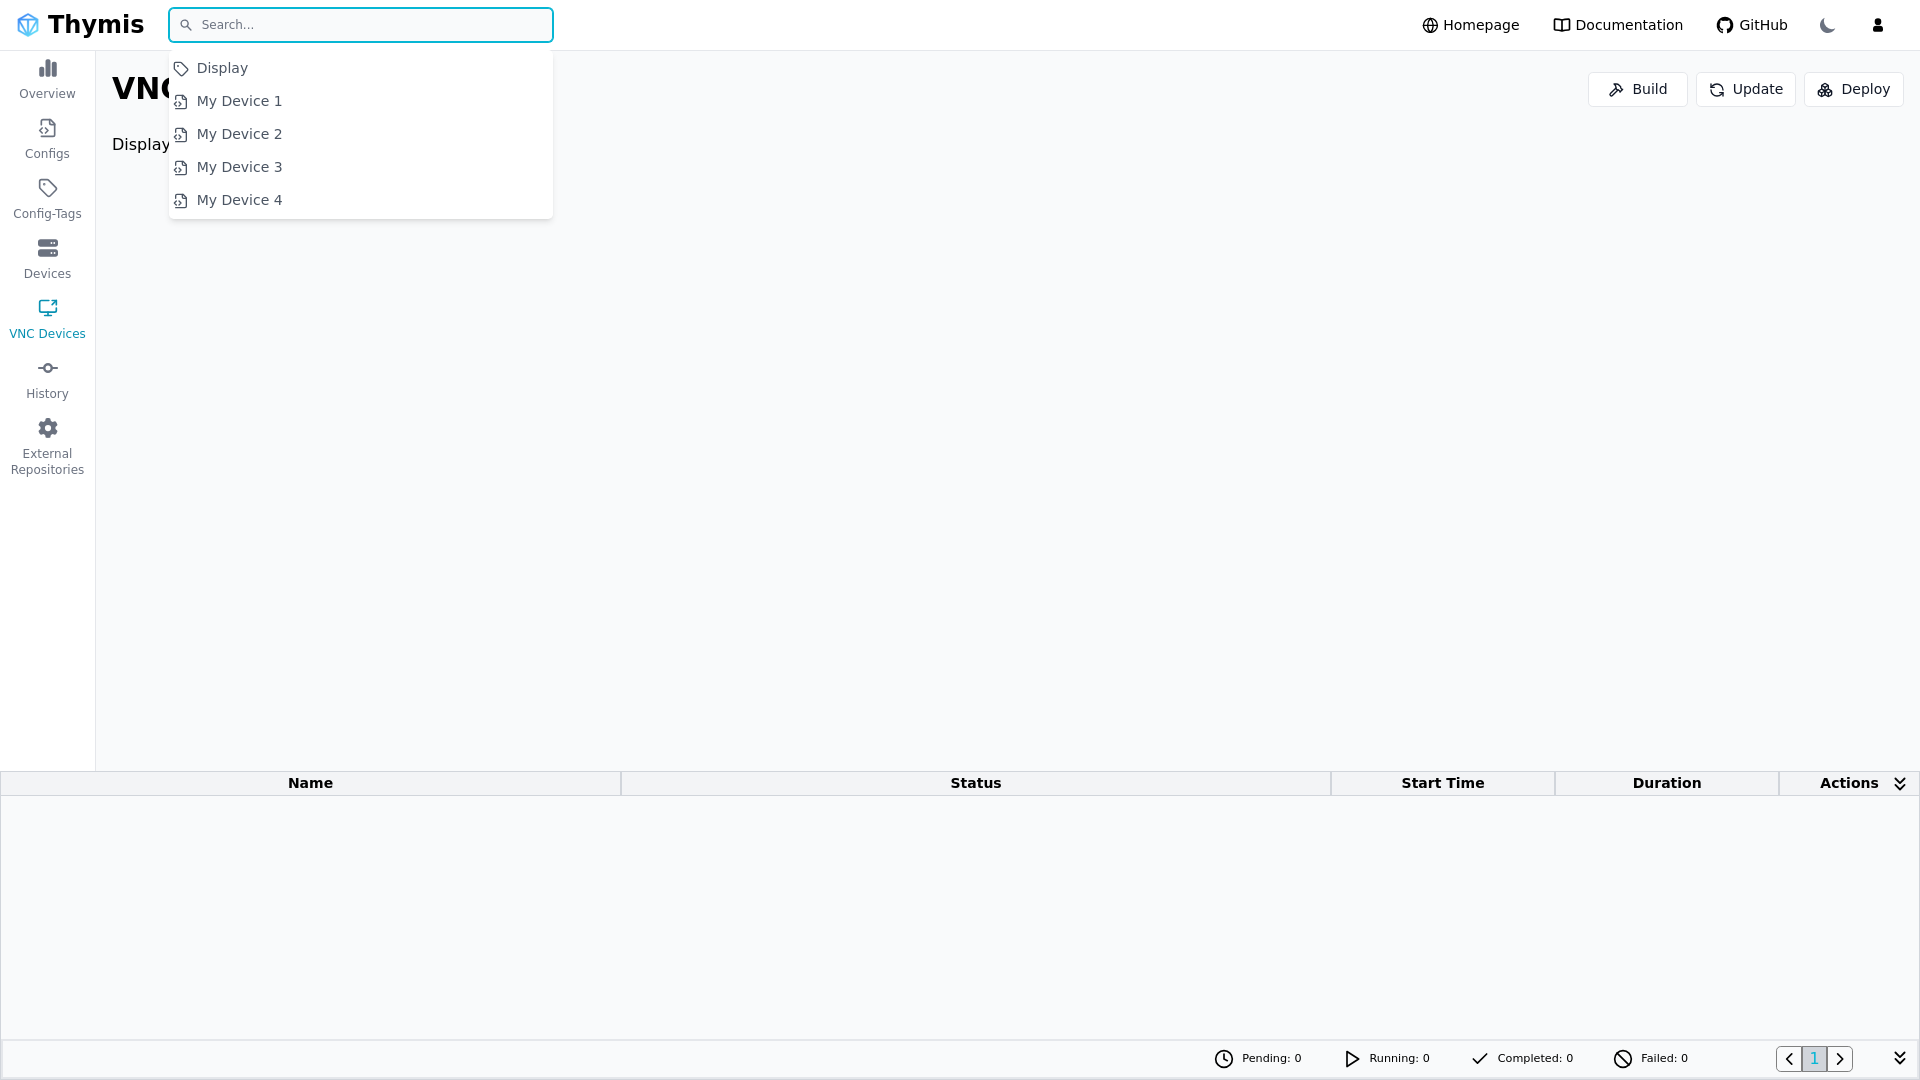 Thymis
Search...
Homepage
Documentation
GitHub
Display
My Device 1
My Device 2
My Device 3
My Device 4
Overview
Configs
Config-Tags
Devices
VNC Devices
History
External
Repositories
VNC
Display
Build
Update
Deploy
Name
Status
Start Time
Duration
Actions
Pending: 0
Running: 0
Completed: 0
Failed: 0
1